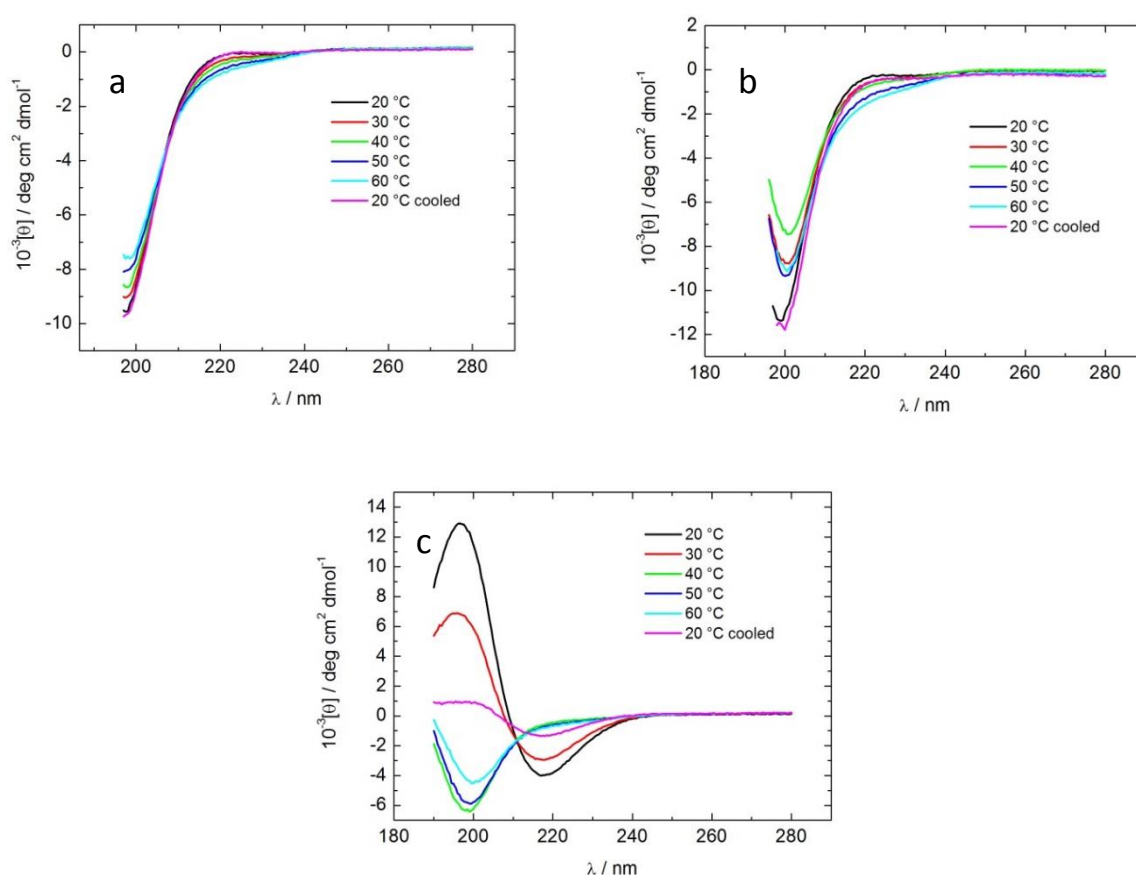 a
10⁻³[θ] / deg cm² dmol⁻¹
0
-2
-4
-6
-8
-10
20 °C
30 °C
40 °C
50 °C
60 °C
20 °C cooled
200 220 240 260 280
λ / nm
b
10⁻³[θ] / deg cm² dmol⁻¹
2
0
-2
-4
-6
-8
-10
-12
20 °C
30 °C
40 °C
50 °C
60 °C
20 °C cooled
180 200 220 240 260 280
λ / nm
c
10⁻³[θ] / deg cm² dmol⁻¹
14
12
10
8
6
4
2
0
-2
-4
-6
20 °C
30 °C
40 °C
50 °C
60 °C
20 °C cooled
180 200 220 240 260 280
λ / nm